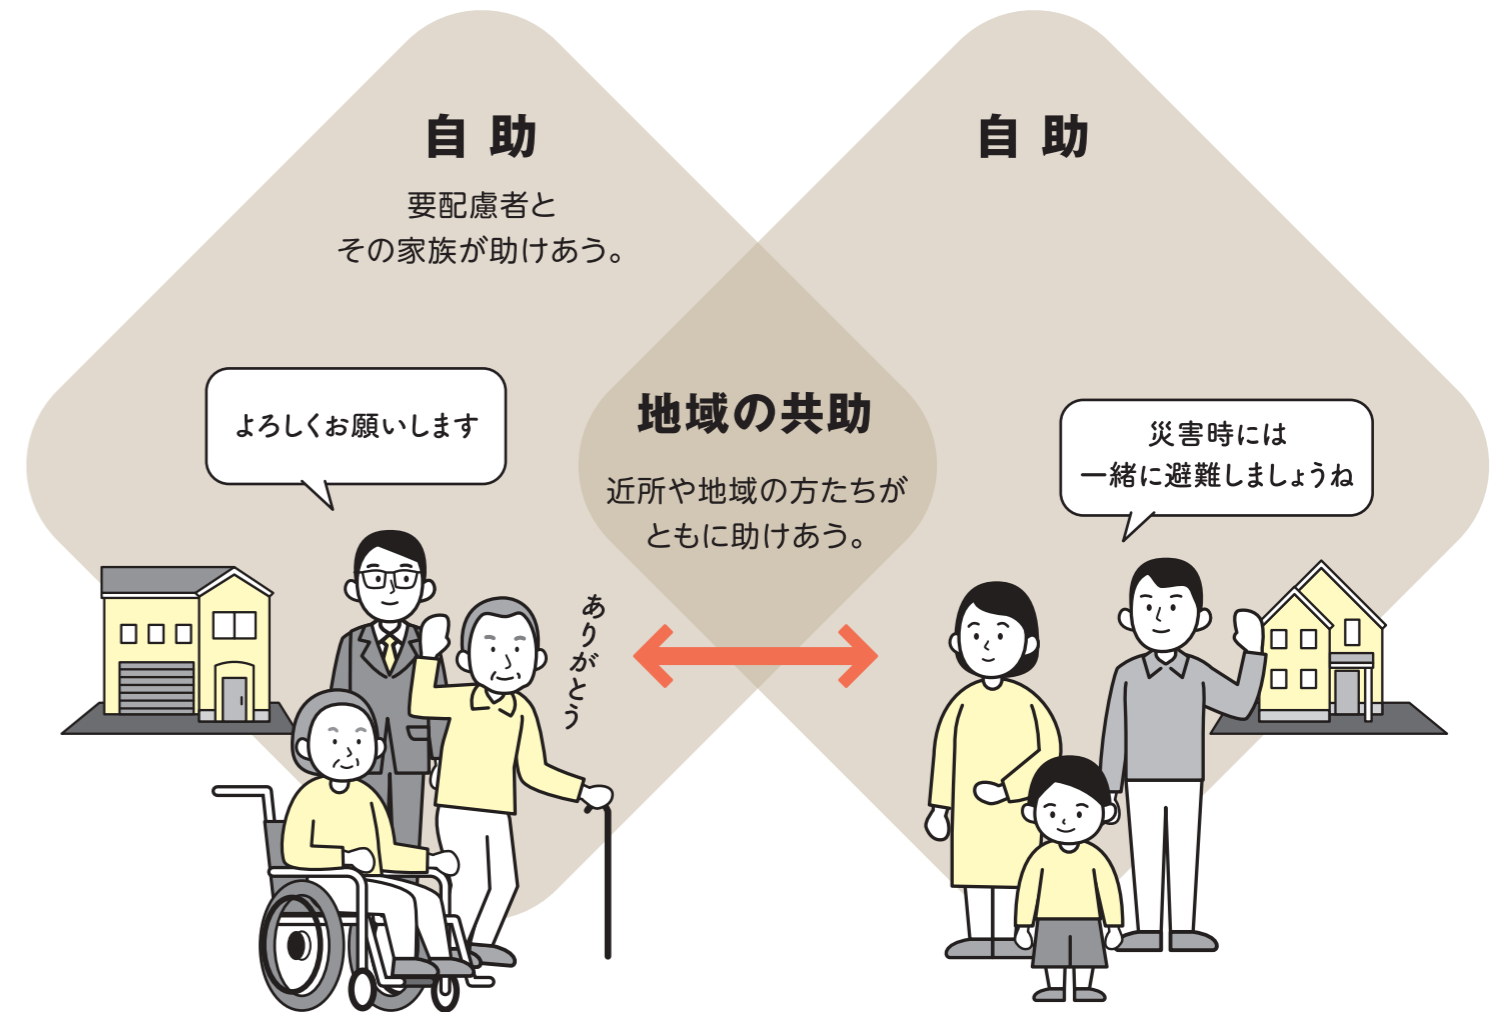 自助
要配慮者と
その家族が助けあう。
自助
地域の共助
近所や地域の方たちが
ともに助けあう。
よろしくお願いします
ありがとう
災害時には
一緒に避難しましょうね